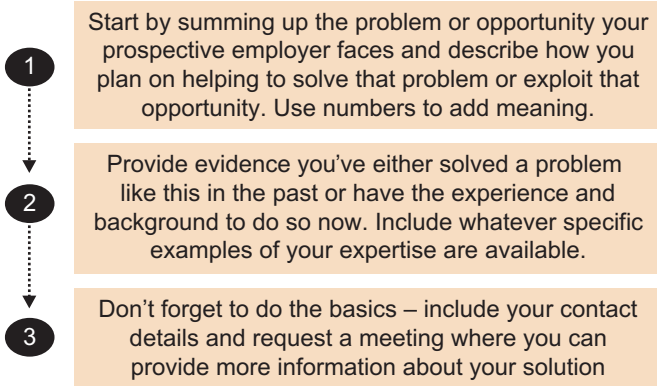 1
Start by summing up the problem or opportunity your
prospective employer faces and describe how you
plan on helping to solve that problem or exploit that
opportunity. Use numbers to add meaning.
2
Provide evidence you’ve either solved a problem
like this in the past or have the experience and
background to do so now. Include whatever specific
examples of your expertise are available.
3
Don’t forget to do the basics – include your contact
details and request a meeting where you can
provide more information about your solution